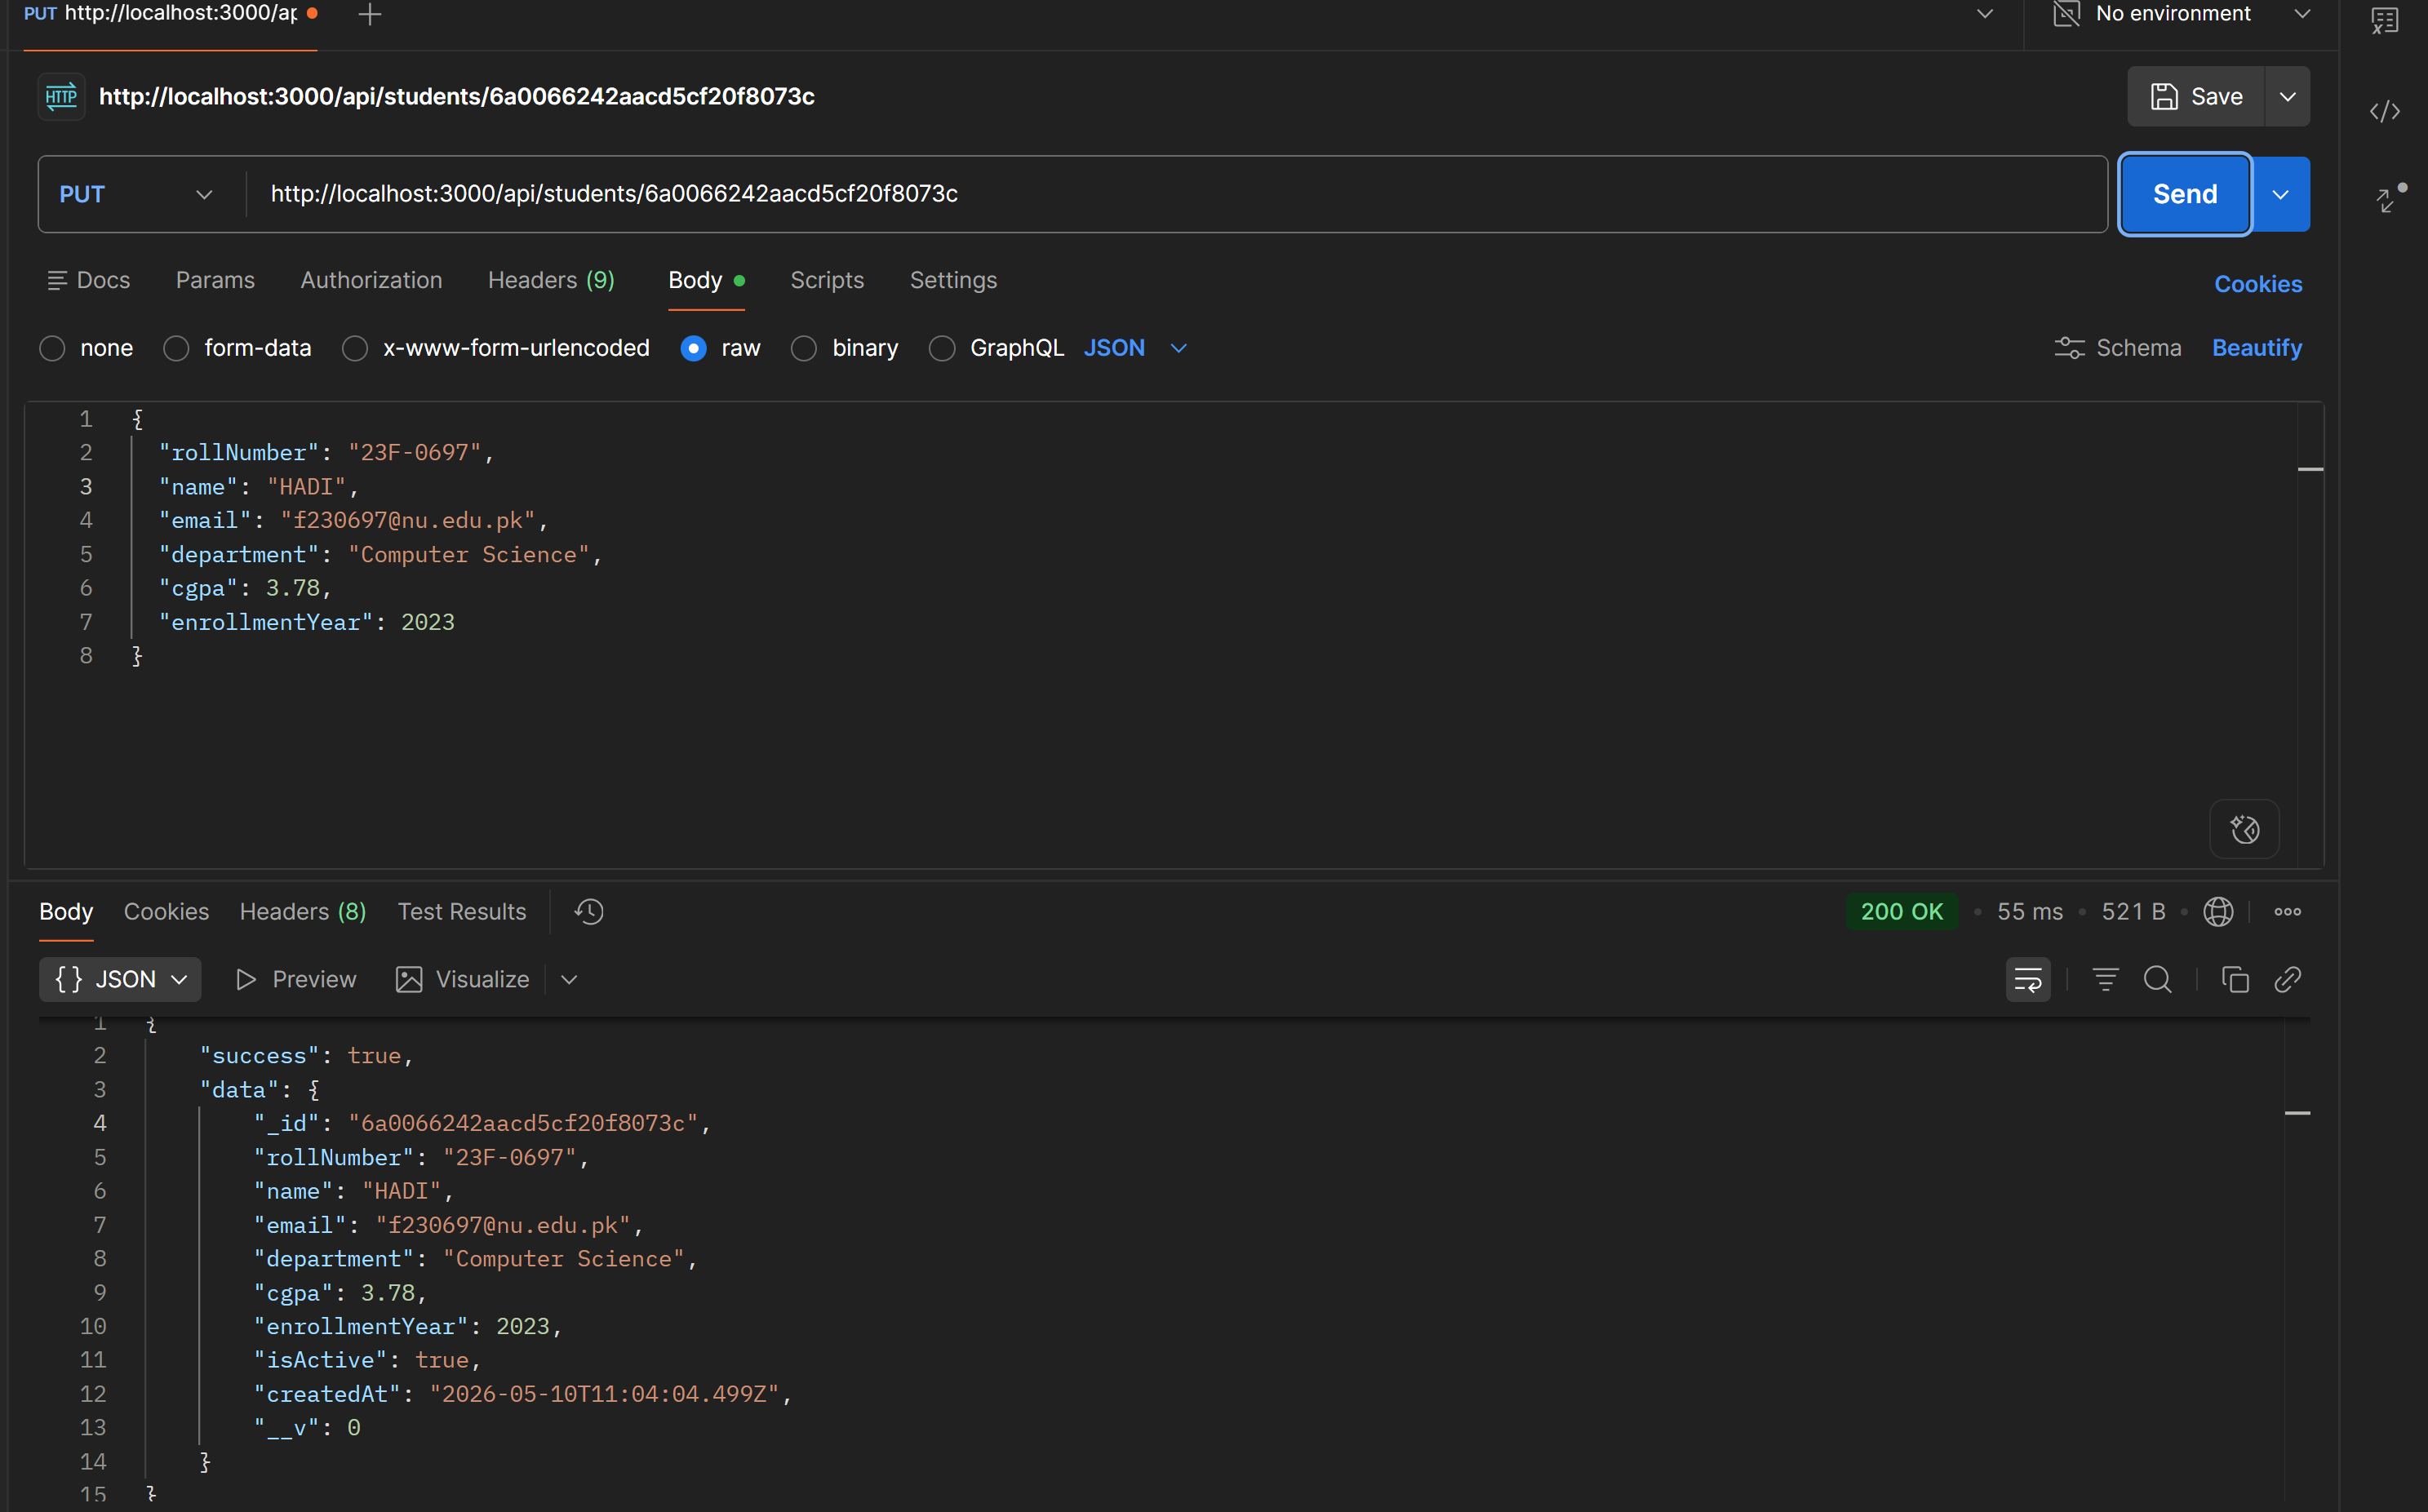 PUT http://localhost:3000/ap
No environment
HTTP http://localhost:3000/api/students/6a0066242aacd5cf20f8073c
Save
PUT http://localhost:3000/api/students/6a0066242aacd5cf20f8073c
Send
Docs Params Authorization Headers (9) Body Scripts Settings Cookies
none form-data x-www-form-urlencoded raw binary GraphQL JSON Schema Beautify
1 {
2 "rollNumber": "23F-0697",
3 "name": "HADI",
4 "email": "f230697@nu.edu.pk",
5 "department": "Computer Science",
6 "cgpa": 3.78,
7 "enrollmentYear": 2023
8 }
Body Cookies Headers (8) Test Results 200 OK • 55 ms • 521 B •
{} JSON Preview Visualize
1 {
2 "success": true,
3 "data": {
4 "_id": "6a0066242aacd5cf20f8073c",
5 "rollNumber": "23F-0697",
6 "name": "HADI",
7 "email": "f230697@nu.edu.pk",
8 "department": "Computer Science",
9 "cgpa": 3.78,
10 "enrollmentYear": 2023,
11 "isActive": true,
12 "createdAt": "2026-05-10T11:04:04.499Z",
13 "__v": 0
14 }
15 }